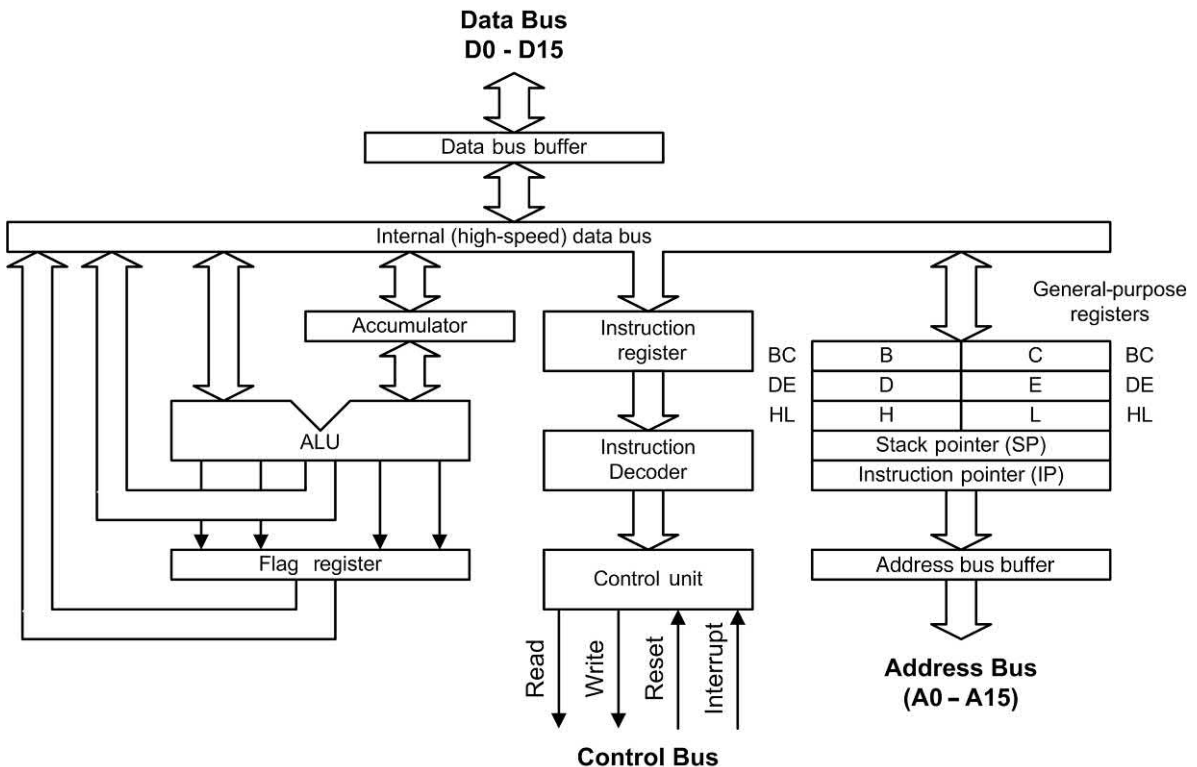 Data Bus
D0 - D15
Data bus buffer
Internal (high-speed) data bus
General-purpose
registers
Accumulator
Instruction
register
BC
B
C
BC
DE
D
E
DE
HL
H
L
HL
ALU
Instruction
Decoder
Stack pointer (SP)
Instruction pointer (IP)
Flag register
Control unit
Address bus buffer
Read
Write
Reset
Interrupt
Address Bus
(A0 – A15)
Control Bus